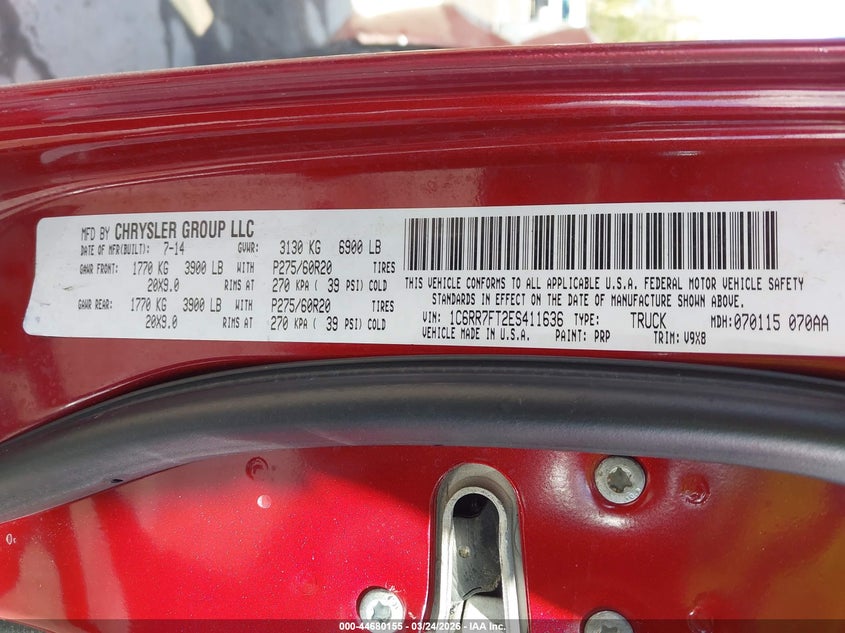 MFD BY CHRYSLER GROUP LLC
DATE OF MFR(BUILT): 7-14 GVWR: 3130 KG 6900 LB
GAWR FRONT: 1770 KG 3900 LB WITH P275/60R20 TIRES
20X9.0 RIMS AT 270 KPA ( 39 PSI) COLD
GAWR REAR: 1770 KG 3900 LB WITH P275/60R20 TIRES
20X9.0 RIMS AT 270 KPA ( 39 PSI) COLD
THIS VEHICLE CONFORMS TO ALL APPLICABLE U.S.A. FEDERAL MOTOR VEHICLE SAFETY
STANDARDS IN EFFECT ON THE DATE OF MANUFACTURE SHOWN ABOVE.
VIN: 1C6RR7FT2ES411636 TYPE: TRUCK MDH:070115 070AA
VEHICLE MADE IN U.S.A. PAINT: PRP TRIM: V9X8
000-44680155 - 03/24/2026 - IAA Inc.